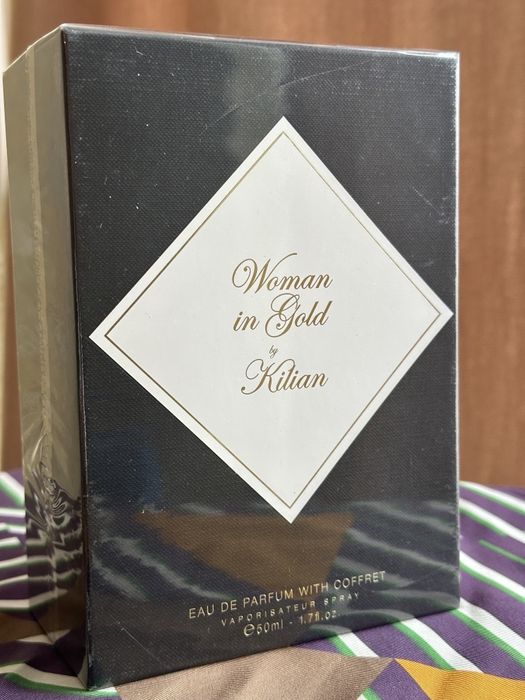 Woman
in Gold
by
Kilian
EAU DE PARFUM WITH COFFRET
VAPORISATEUR SPRAY
℮50ml - 1.7fl.oz